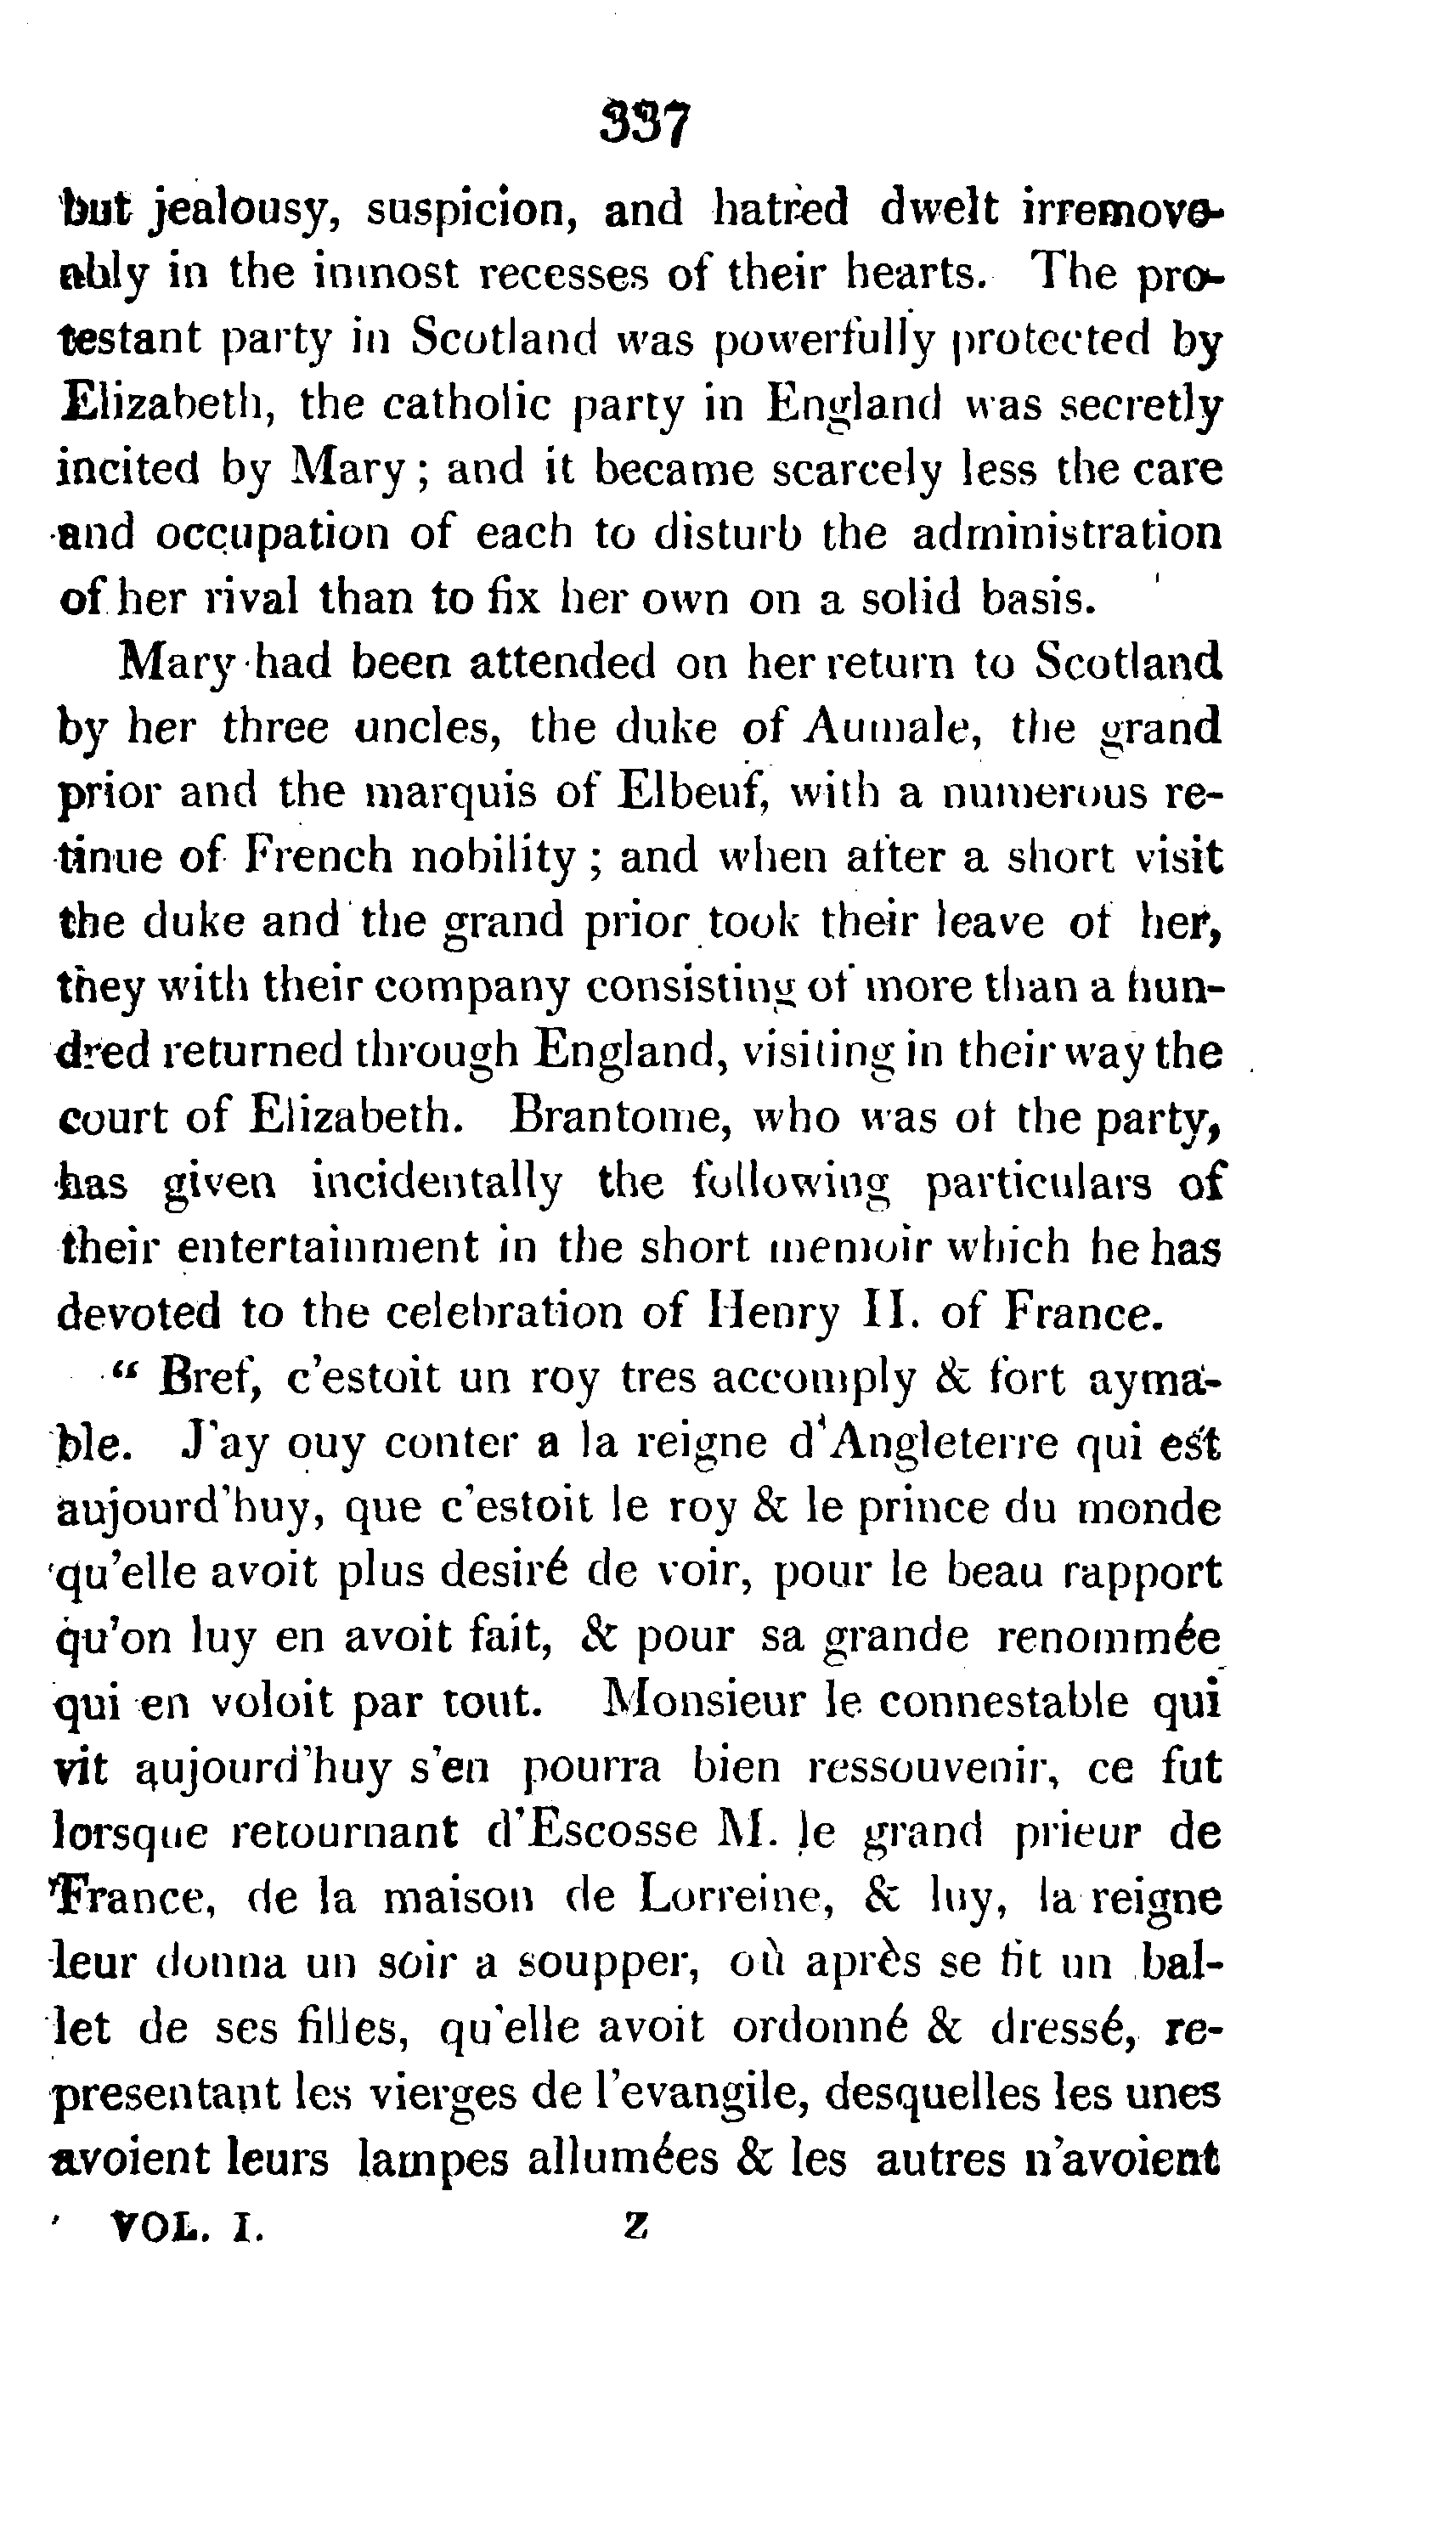 337
but jealousy, suspicion, and hatred dwelt irremove-
ably in the inmost recesses of their hearts. The pro-
testant party in Scotland was powerfully protected by
Elizabeth, the catholic party in England was secretly
incited by Mary; and it became scarcely less the care
and occupation of each to disturb the administration
of her rival than to fix her own on a solid basis.
Mary had been attended on her return to Scotland
by her three uncles, the duke of Aumale, the grand
prior and the marquis of Elbeuf, with a numerous re-
tinue of French nobility; and when after a short visit
the duke and the grand prior took their leave of her,
they with their company consisting of more than a hun-
dred returned through England, visiting in their way the
court of Elizabeth. Brantome, who was of the party,
has given incidentally the following particulars of
their entertainment in the short memoir which he has
devoted to the celebration of Henry II. of France.
“ Bref, c'estoit un roy tres accomply & fort ayma-
ble. J'ay ouy conter a la reigne d'Angleterre qui est
aujourd'huy, que c'estoit le roy & le prince du monde
qu'elle avoit plus desiré de voir, pour le beau rapport
qu'on luy en avoit fait, & pour sa grande renommée
qui en voloit par tout. Monsieur le connestable qui
vit aujourd'huy s'en pourra bien ressouvenir, ce fut
lorsque retournant d'Escosse M. le grand prieur de
France, de la maison de Lorreine, & luy, la reigne
leur donna un soir a soupper, où après se fit un bal-
let de ses filles, qu'elle avoit ordonné & dressé, re-
presentant les vierges de l'evangile, desquelles les unes
avoient leurs lampes allumées & les autres n'avoient
VOL. I. Z